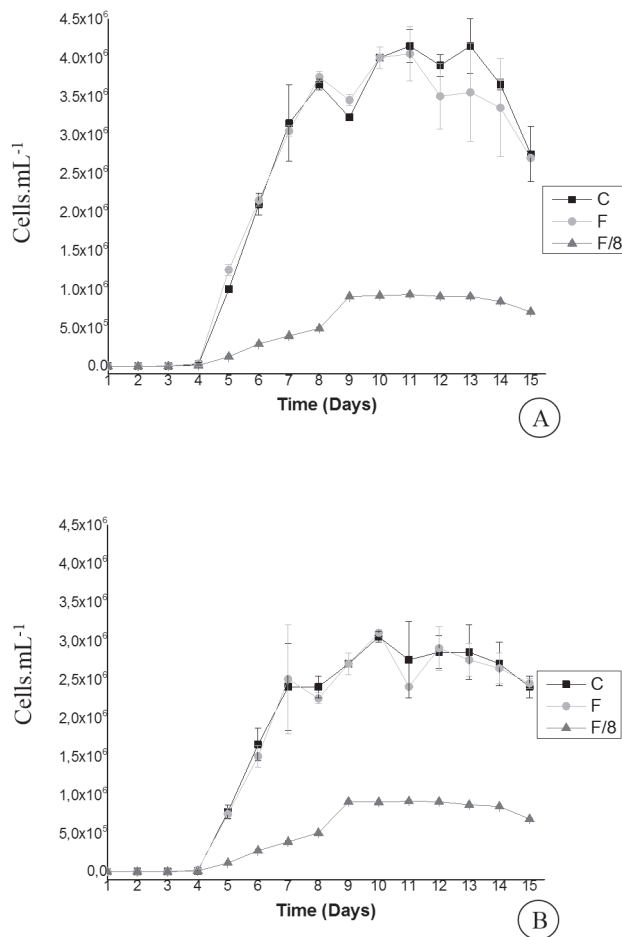 4.5x10⁶
4.0x10⁶
3.5x10⁶
3.0x10⁶
2.5x10⁶
2.0x10⁶
1.5x10⁶
1.0x10⁶
5.0x10⁵
0.0
Cells.mL⁻¹
1 2 3 4 5 6 7 8 9 10 11 12 13 14 15
Time (Days)
C
F
F/8
A
4,5x10⁶
4,0x10⁶
3,5x10⁶
3,0x10⁶
2,5x10⁶
2,0x10⁶
1,5x10⁶
1,0x10⁶
5,0x10⁵
0,0
Cells.mL⁻¹
1 2 3 4 5 6 7 8 9 10 11 12 13 14 15
Time (Days)
C
F
F/8
B